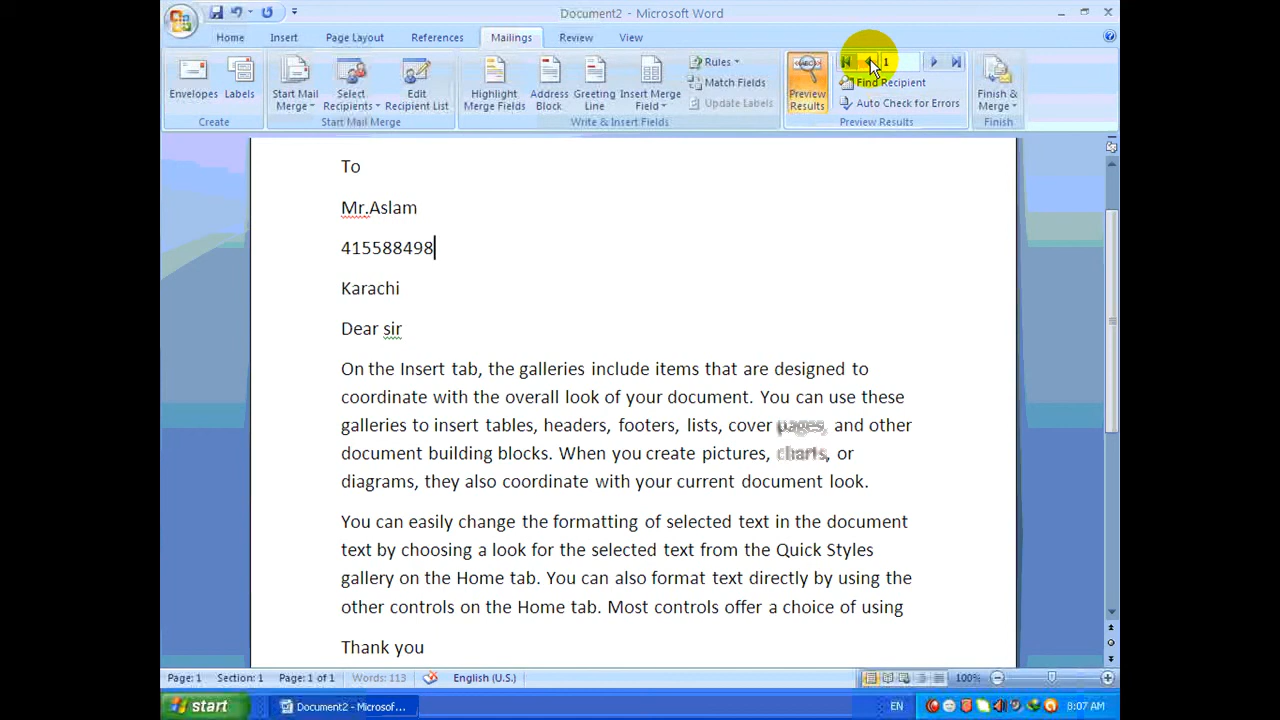 Document2 - Microsoft Word
Home Insert Page Layout References Mailings Review View
Envelopes Labels
Create
Start Mail Merge
Select Recipients
Edit Recipient List
Start Mail Merge
Highlight Merge Fields
Address Block
Greeting Line
Insert Merge Field
Rules
Match Fields
Update Labels
Write & Insert Fields
ABC
Preview Results
1
Find Recipient
Auto Check for Errors
Preview Results
Finish & Merge
Finish
To
Mr.Aslam
415588498
Karachi
Dear sir
On the Insert tab, the galleries include items that are designed to
coordinate with the overall look of your document. You can use these
galleries to insert tables, headers, footers, lists, cover pages, and other
document building blocks. When you create pictures, charts, or
diagrams, they also coordinate with your current document look.
You can easily change the formatting of selected text in the document
text by choosing a look for the selected text from the Quick Styles
gallery on the Home tab. You can also format text directly by using the
other controls on the Home tab. Most controls offer a choice of using
Thank you
Page: 1 Section: 1 Page: 1 of 1 Words: 113 English (U.S.) 100%
start Document2 - Microsof... EN 8:07 AM